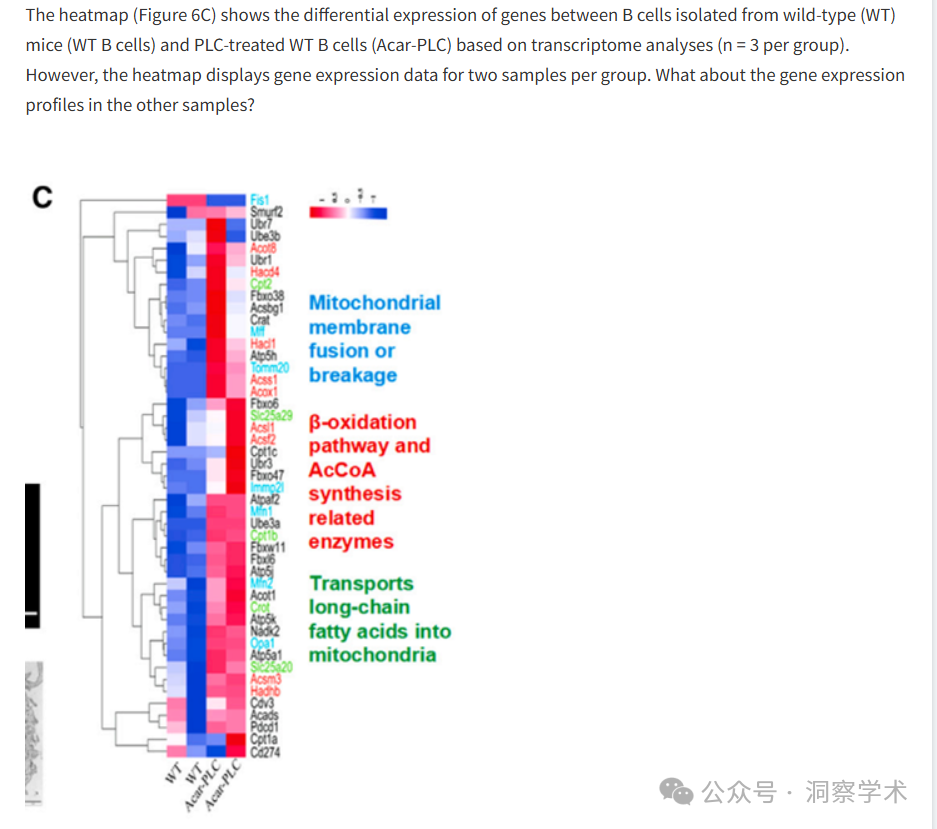 The heatmap (Figure 6C) shows the differential expression of genes between B cells isolated from wild-type (WT)
mice (WT B cells) and PLC-treated WT B cells (Acar-PLC) based on transcriptome analyses (n = 3 per group).
However, the heatmap displays gene expression data for two samples per group. What about the gene expression
profiles in the other samples?
C
Fis1
Smurf2
Ubr7
Ube3b
Acot8
Ubr1
Hacd4
Cpt2
Fbxo38
Acsbg1
Crat
Mff
Hacl1
Atp5h
Tomm20
Acss1
Acox1
Fbxo6
Slc25a29
Acsl1
Acsf2
Cpt1c
Ubr3
Fbxo47
Immp2l
Atpaf2
Mfn1
Ube3a
Cpt1b
Fbxw11
Fbxl6
Atp5j
Mfn2
Acot1
Crot
Atp5k
Nadk2
Opa1
Atp5a1
Slc25a20
Acsm3
Hadhb
Cdv3
Acads
Pdcd1
Cpt1a
Cd274
WT
WT
Acar-PLC
Acar-PLC
Mitochondrial
membrane
fusion or
breakage
β-oxidation
pathway and
AcCoA
synthesis
related
enzymes
Transports
long-chain
fatty acids into
mitochondria
公众号 · 洞察学术